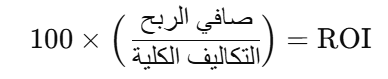 100 × (صافي الربح / التكاليف الكلية) = ROI